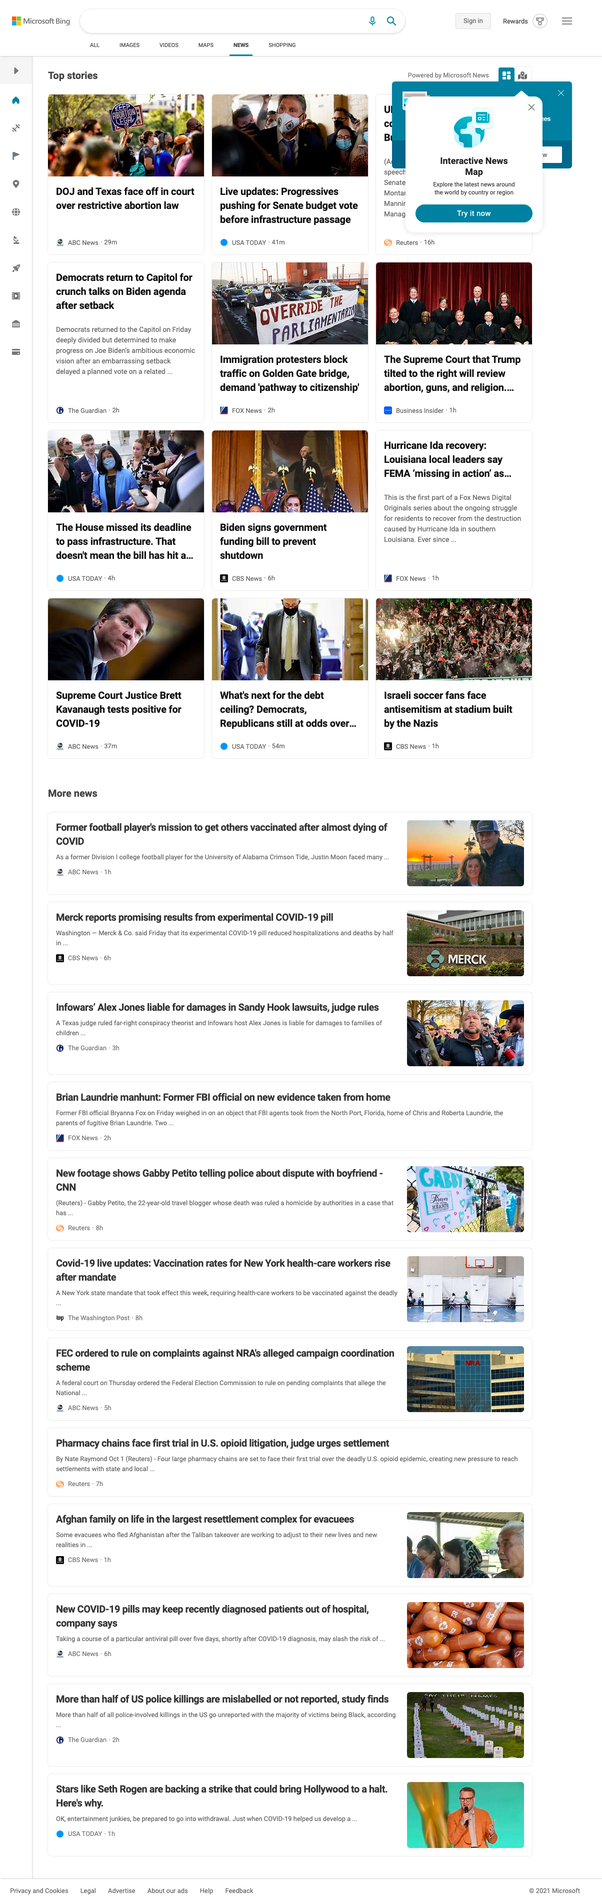 Microsoft Bing
Sign in
Rewards
ALL
IMAGES
VIDEOS
MAPS
NEWS
SHOPPING
Top stories
Powered by Microsoft News
Interactive News
Map
Explore the latest news around
the world by country or region
Try it now
DOJ and Texas face off in court
over restrictive abortion law
ABC News · 29m
Live updates: Progressives
pushing for Senate budget vote
before infrastructure passage
USA TODAY · 41m
Reuters · 16h
Democrats return to Capitol for
crunch talks on Biden agenda
after setback
Democrats returned to the Capitol on Friday
deeply divided but determined to make
progress on Joe Biden's ambitious economic
vision after an embarrassing setback
delayed a planned vote on a related ...
The Guardian · 2h
OVERRIDE THE
PARLIAMENTARIAN
Immigration protesters block
traffic on Golden Gate bridge,
demand 'pathway to citizenship'
FOX News · 2h
The Supreme Court that Trump
tilted to the right will review
abortion, guns, and religion....
Business Insider · 1h
The House missed its deadline
to pass infrastructure. That
doesn't mean the bill has hit a...
USA TODAY · 4h
Biden signs government
funding bill to prevent
shutdown
CBS News · 6h
Hurricane Ida recovery:
Louisiana local leaders say
FEMA 'missing in action' as...
This is the first part of a Fox News Digital
Originals series about the ongoing struggle
for residents to recover from the destruction
caused by Hurricane Ida in southern
Louisiana. Ever since ...
FOX News · 1h
Supreme Court Justice Brett
Kavanaugh tests positive for
COVID-19
ABC News · 37m
What's next for the debt
ceiling? Democrats,
Republicans still at odds over...
USA TODAY · 54m
Israeli soccer fans face
antisemitism at stadium built
by the Nazis
CBS News · 1h
More news
Former football player's mission to get others vaccinated after almost dying of
COVID
As a former Division I college football player for the University of Alabama Crimson Tide, Justin Moon faced many ...
ABC News · 1h
Merck reports promising results from experimental COVID-19 pill
Washington — Merck & Co. said Friday that its experimental COVID-19 pill reduced hospitalizations and deaths by half
in ...
CBS News · 6h
MERCK
Infowars' Alex Jones liable for damages in Sandy Hook lawsuits, judge rules
A Texas judge ruled far-right conspiracy theorist and Infowars host Alex Jones is liable for damages to families of
children ...
The Guardian · 3h
Brian Laundrie manhunt: Former FBI official on new evidence taken from home
Former FBI official Bryanna Fox on Friday weighed in on an object that FBI agents took from the North Port, Florida, home of Chris and Roberta Laundrie, the
parents of fugitive Brian Laundrie. Two ...
FOX News · 2h
New footage shows Gabby Petito telling police about dispute with boyfriend -
CNN
(Reuters) - Gabby Petito, the 22-year-old travel blogger whose death was ruled a homicide by authorities in a case that
has ...
Reuters · 8h
GABBY
Covid-19 live updates: Vaccination rates for New York health-care workers rise
after mandate
A New York state mandate that took effect this week, requiring health-care workers to be vaccinated against the deadly
...
The Washington Post · 8h
FEC ordered to rule on complaints against NRA's alleged campaign coordination
scheme
A federal court on Thursday ordered the Federal Election Commission to rule on pending complaints that allege the
National ...
ABC News · 5h
NRA
Pharmacy chains face first trial in U.S. opioid litigation, judge urges settlement
By Nate Raymond Oct 1 (Reuters) - Four large pharmacy chains are set to face their first trial over the deadly U.S. opioid epidemic, creating new pressure to reach
settlements with state and local ...
Reuters · 7h
Afghan family on life in the largest resettlement complex for evacuees
Some evacuees who fled Afghanistan after the Taliban takeover are working to adjust to their new lives and new
realities in ...
CBS News · 1h
New COVID-19 pills may keep recently diagnosed patients out of hospital,
company says
Taking a course of a particular antiviral pill over five days, shortly after COVID-19 diagnosis, may slash the risk of ...
ABC News · 6h
More than half of US police killings are mislabelled or not reported, study finds
More than half of all police-involved killings in the US go unreported with the majority of victims being Black, according
...
The Guardian · 2h
SAY THEIR NAMES
Stars like Seth Rogen are backing a strike that could bring Hollywood to a halt.
Here's why.
OK, entertainment junkies, be prepared to go into withdrawal. Just when COVID-19 helped us develop a ...
USA TODAY · 1h
Privacy and Cookies
Legal
Advertise
About our ads
Help
Feedback
© 2021 Microsoft